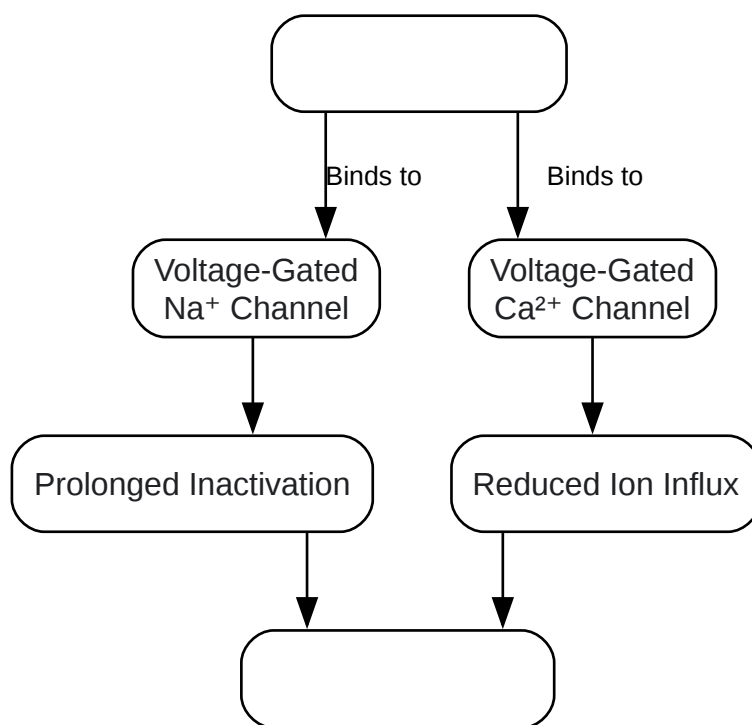 Binds to
Binds to
Voltage-Gated
Na⁺ Channel
Voltage-Gated
Ca²⁺ Channel
Prolonged Inactivation
Reduced Ion Influx